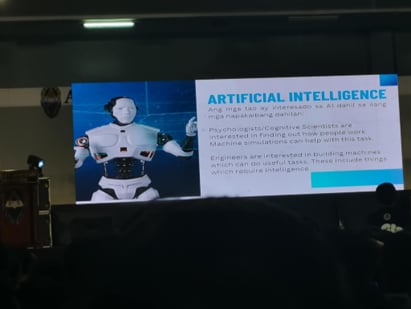 ARTIFICIAL INTELLIGENCE
Ang mga tao ay interesado sa AI dahil sa ilang
mga napakaibang dahilan:
Psychologists/Cognitive Scientists are
interested in finding out how people work.
Machine simulations can help with this task.
Engineers are interested in building machines
which can do useful tasks. These include things
which require intelligence.